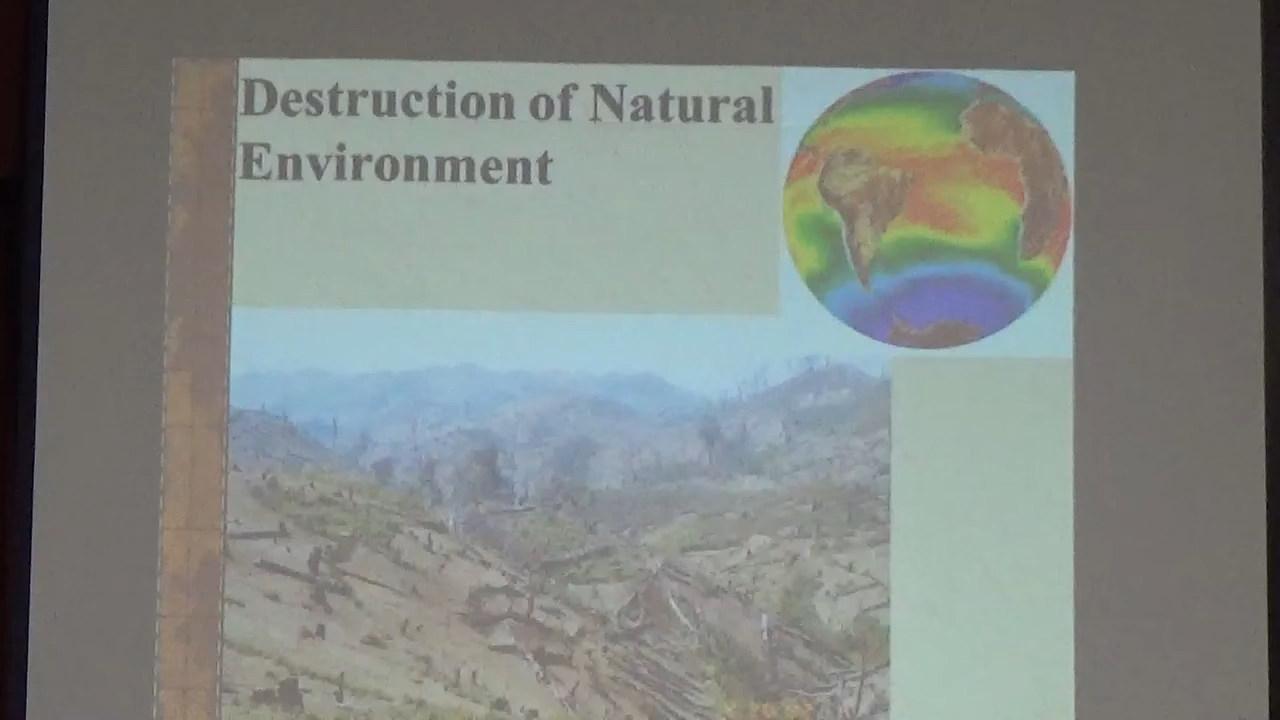 Destruction of Natural
Environment